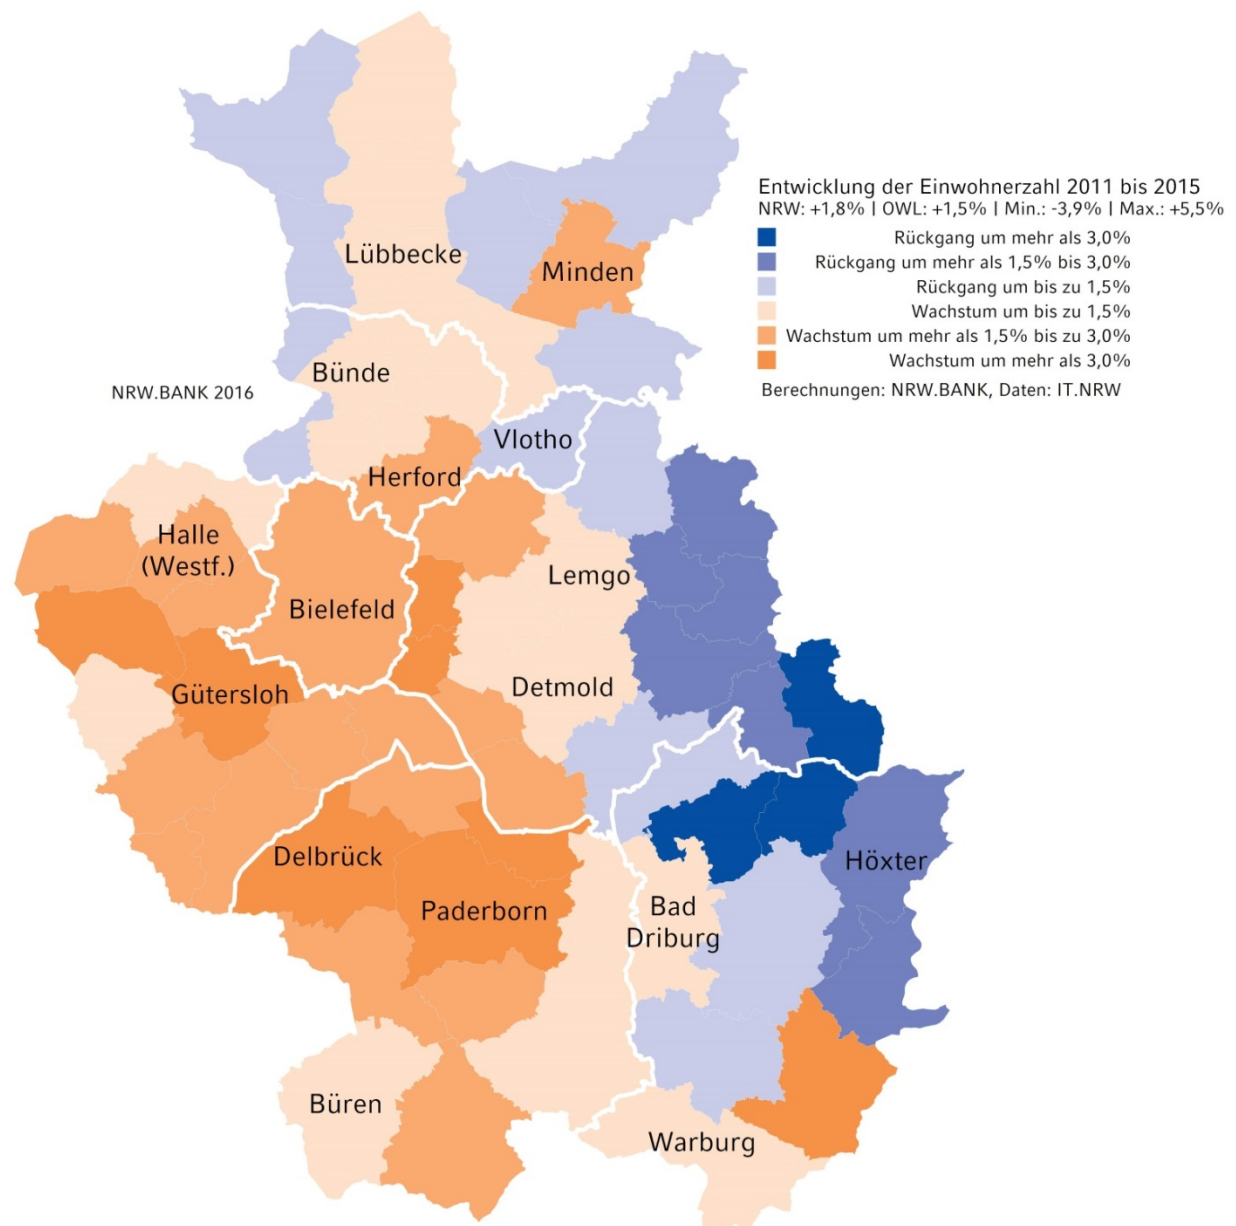 Entwicklung der Einwohnerzahl 2011 bis 2015
NRW: +1,8% | OWL: +1,5% | Min.: -3,9% | Max.: +5,5%
Rückgang um mehr als 3,0%
Rückgang um mehr als 1,5% bis 3,0%
Rückgang um bis zu 1,5%
Wachstum um bis zu 1,5%
Wachstum um mehr als 1,5% bis zu 3,0%
Wachstum um mehr als 3,0%
Berechnungen: NRW.BANK, Daten: IT.NRW
Lübbecke
Minden
Bünde
NRW.BANK 2016
Vlotho
Herford
Halle
(Westf.)
Lemgo
Bielefeld
Detmold
Gütersloh
Delbrück
Höxter
Paderborn
Bad
Driburg
Büren
Warburg